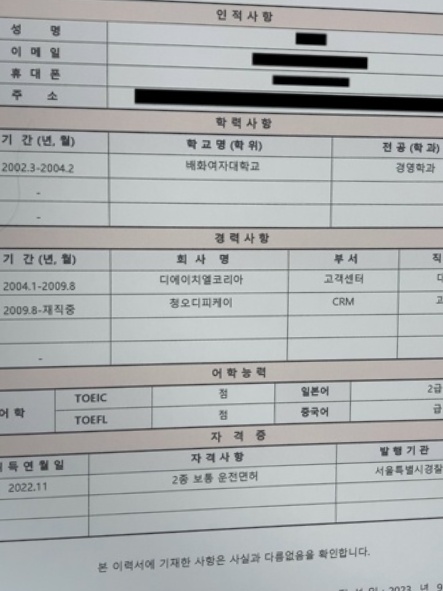 인적사항
성 명
이 메 일
휴 대 폰
주 소
학력사항
기 간 (년, 월) 학 교 명 (학 위) 전 공 (학 과)
2002.3-2004.2 배화여자대학교 경영학과
-
-
경력사항
기 간 (년, 월) 회 사 명 부 서 직
2004.1-2009.8 디에이치엘코리아 고객센터
2009.8-재직중 청오디피케이 CRM
-
어학능력
어 학 TOEIC 점 일본어 2급
TOEFL 점 중국어 급
자 격 증
득 연 월 일 자 격 사 항 발 행 기 관
2022.11 2종 보통 운전면허 서울특별시경찰
본 이력서에 기재한 사항은 사실과 다름없음을 확인합니다.
2023 년 9